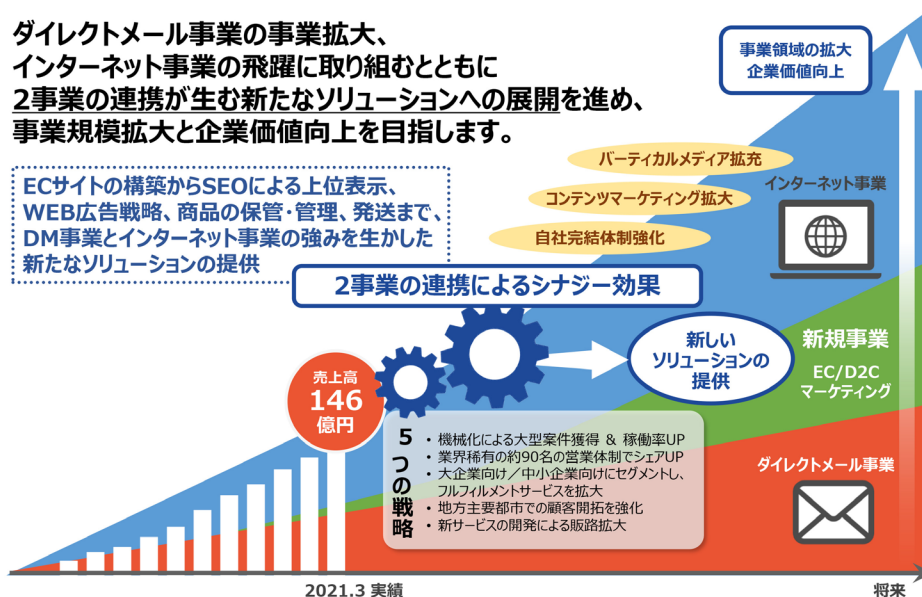 ダイレクトメール事業の事業拡大、
インターネット事業の飛躍に取り組むとともに
2事業の連携が生む新たなソリューションへの展開を進め、
事業規模拡大と企業価値向上を目指します。
事業領域の拡大
企業価値向上
ECサイトの構築からSEOによる上位表示、
WEB広告戦略、商品の保管・管理、発送まで、
DM事業とインターネット事業の強みを生かした
新たなソリューションの提供
バーティカルメディア拡充
コンテンツマーケティング拡大
自社完結体制強化
インターネット事業
2事業の連携によるシナジー効果
新しい
ソリューションの
提供
新規事業
EC/D2C
マーケティング
売上高
146
億円
5つの戦略
・機械化による大型案件獲得 & 稼働率UP
・業界稀有の約90名の営業体制でシェアUP
・大企業向け／中小企業向けにセグメントし、
フルフィルメントサービスを拡大
・地方主要都市での顧客開拓を強化
・新サービスの開発による販路拡大
ダイレクトメール事業
2021.3 実績
将来